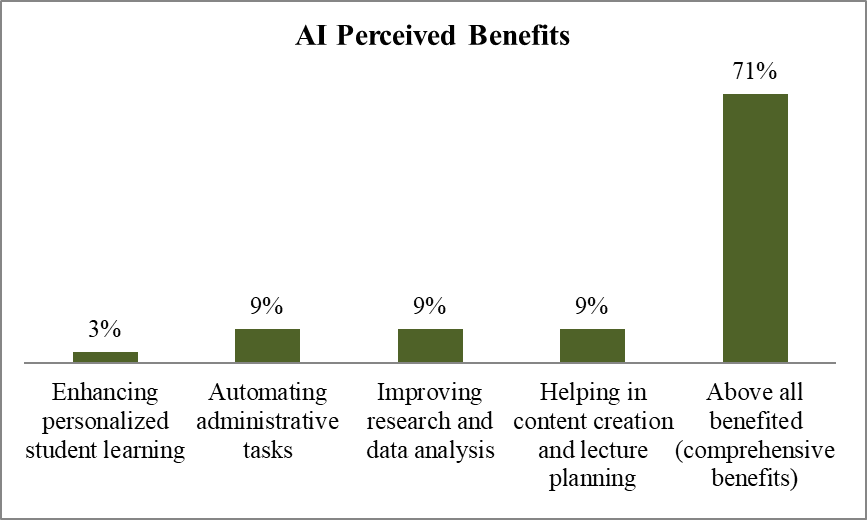 AI Perceived Benefits
71%
9%
9%
9%
3%
Enhancing
personalized
student learning
Automating
administrative
tasks
Improving
research and
data analysis
Helping in
content creation
and lecture
planning
Above all
benefited
(comprehensive
benefits)